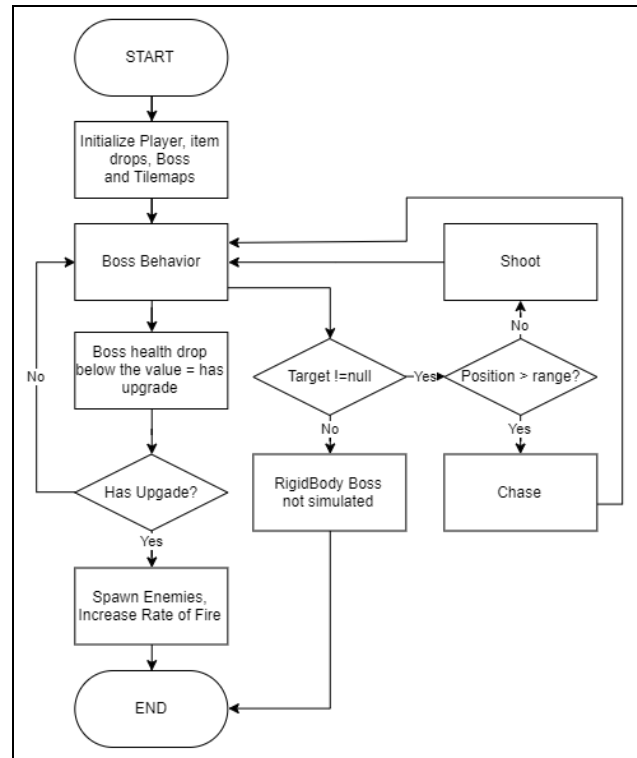 START
Initialize Player, item
drops, Boss
and Tilemaps
Boss Behavior
Shoot
No
Boss health drop
below the value = has
upgrade
No
Target !=null
Yes
Position > range?
No
Yes
Has Upgade?
RigidBody Boss
not simulated
Chase
Yes
Spawn Enemies,
Increase Rate of Fire
END